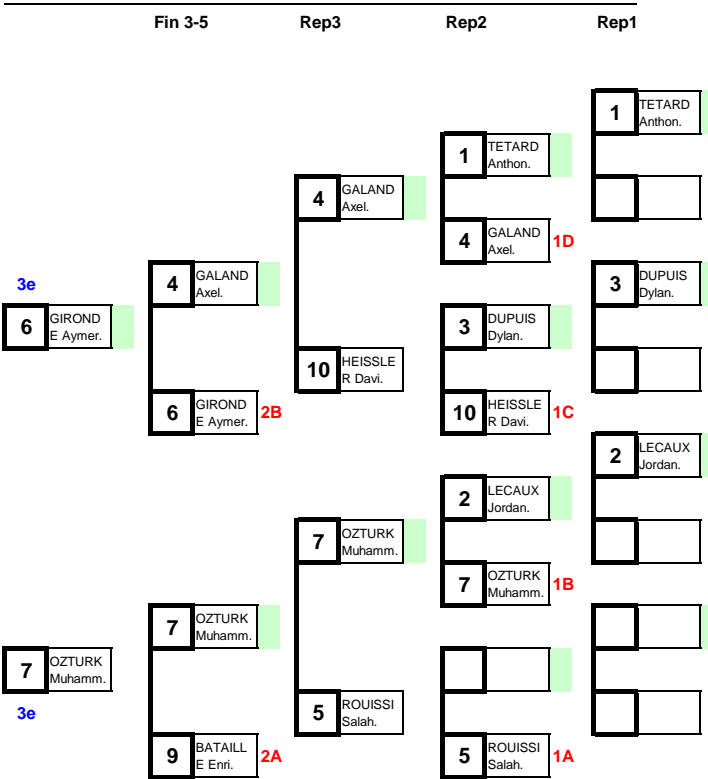 Fin 3-5 Rep3 Rep2 Rep1
1 TETARD Anthon.
1 TETARD Anthon.
4 GALAND Axel.
4 GALAND Axel. 1D
3e
4 GALAND Axel.
3 DUPUIS Dylan.
6 GIROND E Aymer.
3 DUPUIS Dylan.
10 HEISSLE R Davi.
6 GIROND E Aymer. 2B
10 HEISSLE R Davi. 1C
2 LECAUX Jordan.
2 LECAUX Jordan.
7 OZTURK Muhamm.
7 OZTURK Muhamm. 1B
7 OZTURK Muhamm.
7 OZTURK Muhamm.
3e
5 ROUISSI Salah.
9 BATAILL E Enri. 2A
5 ROUISSI Salah. 1A